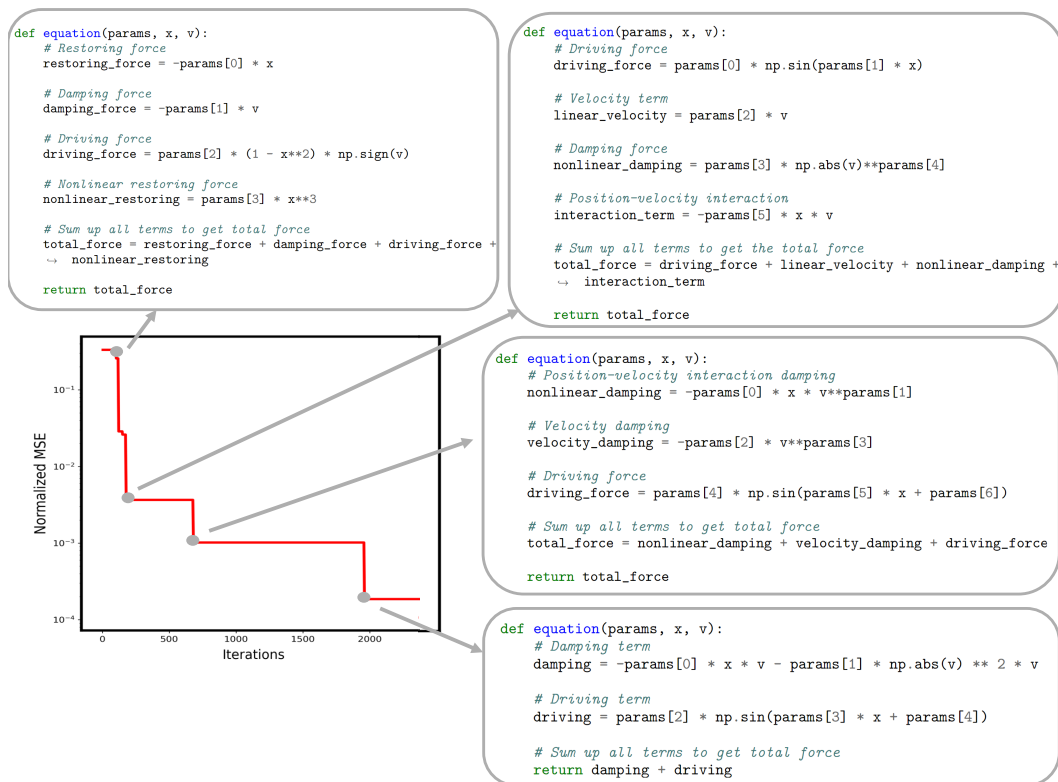 def equation(params, x, v):
# Restoring force
restoring_force = -params[0] * x
# Damping force
damping_force = -params[1] * v
# Driving force
driving_force = params[2] * (1 - x**2) * np.sign(v)
# Nonlinear restoring force
nonlinear_restoring = params[3] * x**3
# Sum up all terms to get total force
total_force = restoring_force + damping_force + driving_force +
↪ nonlinear_restoring
return total_force
def equation(params, x, v):
# Driving force
driving_force = params[0] * np.sin(params[1] * x)
# Velocity term
linear_velocity = params[2] * v
# Damping force
nonlinear_damping = params[3] * np.abs(v)**params[4]
# Position-velocity interaction
interaction_term = -params[5] * x * v
# Sum up all terms to get the total force
total_force = driving_force + linear_velocity + nonlinear_damping +
↪ interaction_term
return total_force
Normalized MSE
10⁻¹
10⁻²
10⁻³
10⁻⁴
0 500 1000 1500 2000
Iterations
def equation(params, x, v):
# Position-velocity interaction damping
nonlinear_damping = -params[0] * x * v**params[1]
# Velocity damping
velocity_damping = -params[2] * v**params[3]
# Driving force
driving_force = params[4] * np.sin(params[5] * x + params[6])
# Sum up all terms to get total force
total_force = nonlinear_damping + velocity_damping + driving_force
return total_force
def equation(params, x, v):
# Damping term
damping = -params[0] * x * v - params[1] * np.abs(v) ** 2 * v
# Driving term
driving = params[2] * np.sin(params[3] * x + params[4])
# Sum up all terms to get total force
return damping + driving